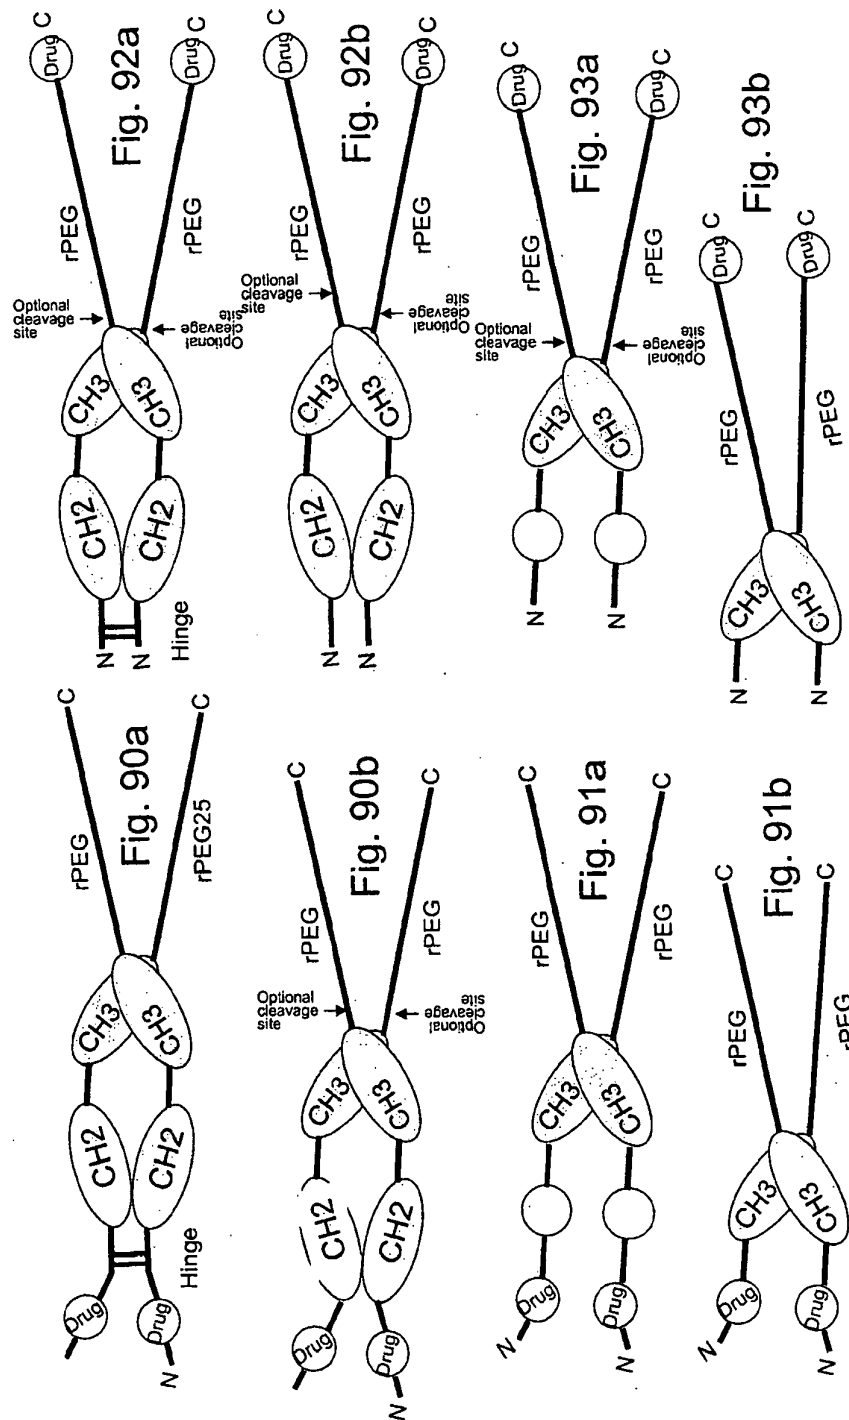 Drug
Drug
N
Hinge
CH2
CH2
CH3
CH3
rPEG
rPEG25
C
C
Fig. 90a
Drug
Drug
N
CH2
CH2
CH3
CH3
Optional
cleavage
site
Optional
cleavage
site
rPEG
rPEG
C
C
Fig. 90b
N
Drug
Drug
N
CH3
CH3
rPEG
rPEG
C
C
Fig. 91a
N
Drug
Drug
N
CH3
CH3
rPEG
rPEG
C
C
Fig. 91b
N
N
Hinge
CH2
CH2
CH3
CH3
Optional
cleavage
site
Optional
cleavage
site
rPEG
rPEG
Drug C
Drug C
Fig. 92a
N
N
CH2
CH2
CH3
CH3
Optional
cleavage
site
Optional
cleavage
site
rPEG
rPEG
Drug C
Drug C
Fig. 92b
N
N
CH3
CH3
Optional
cleavage
site
Optional
cleavage
site
rPEG
rPEG
Drug C
Drug C
Fig. 93a
N
N
CH3
CH3
rPEG
rPEG
Drug C
Drug C
Fig. 93b